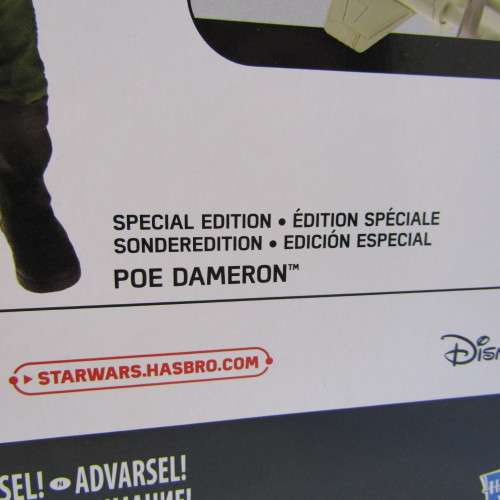 SPECIAL EDITION • ÉDITION SPÉCIALE
SONDEREDITION • EDICIÓN ESPECIAL
POE DAMERON™
STARWARS.HASBRO.COM
ADVARSEL!